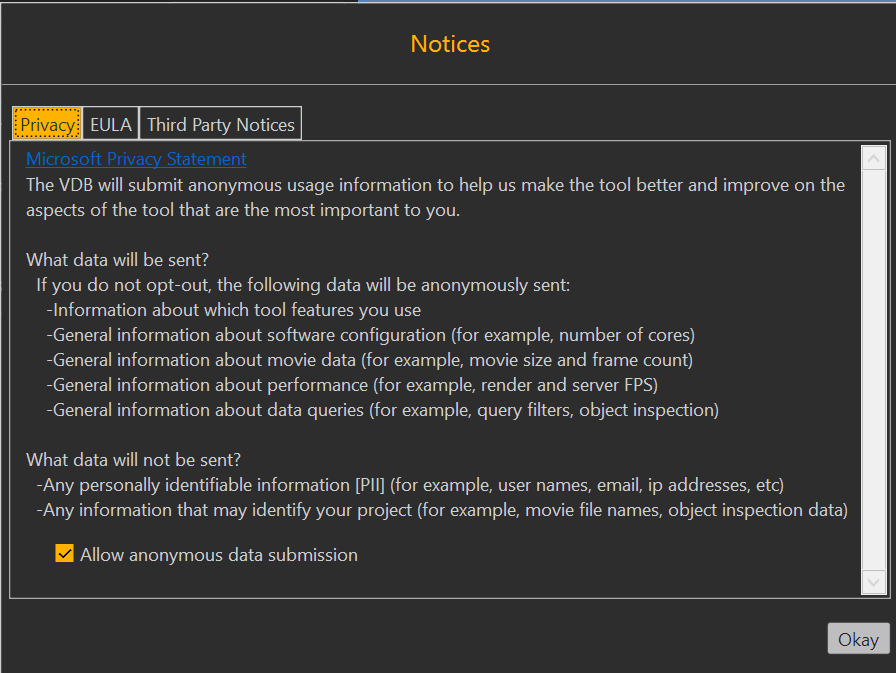 Notices
Privacy EULA Third Party Notices
Microsoft Privacy Statement
The VDB will submit anonymous usage information to help us make the tool better and improve on the
aspects of the tool that are the most important to you.
What data will be sent?
If you do not opt-out, the following data will be anonymously sent:
-Information about which tool features you use
-General information about software configuration (for example, number of cores)
-General information about movie data (for example, movie size and frame count)
-General information about performance (for example, render and server FPS)
-General information about data queries (for example, query filters, object inspection)
What data will not be sent?
-Any personally identifiable information [PII] (for example, user names, email, ip addresses, etc)
-Any information that may identify your project (for example, movie file names, object inspection data)
Allow anonymous data submission
Okay